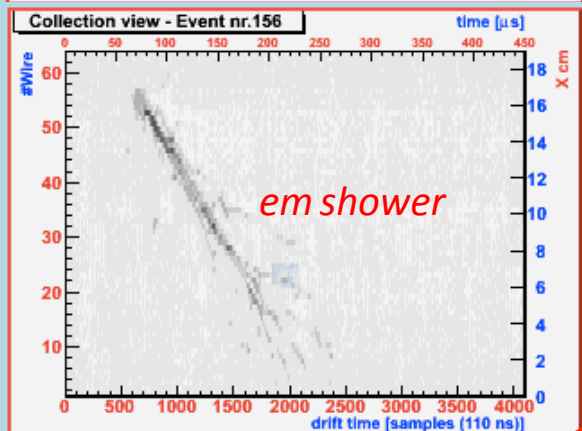 Collection view - Event nr.156
time [µs]
0 50 100 150 200 250 300 350 400 450
#Wire
X cm
60 50 40 30 20 10
18 16 14 12 10 8 6 4 2 0
em shower
0 500 1000 1500 2000 2500 3000 3500 4000
drift time [samples (110 ns)]